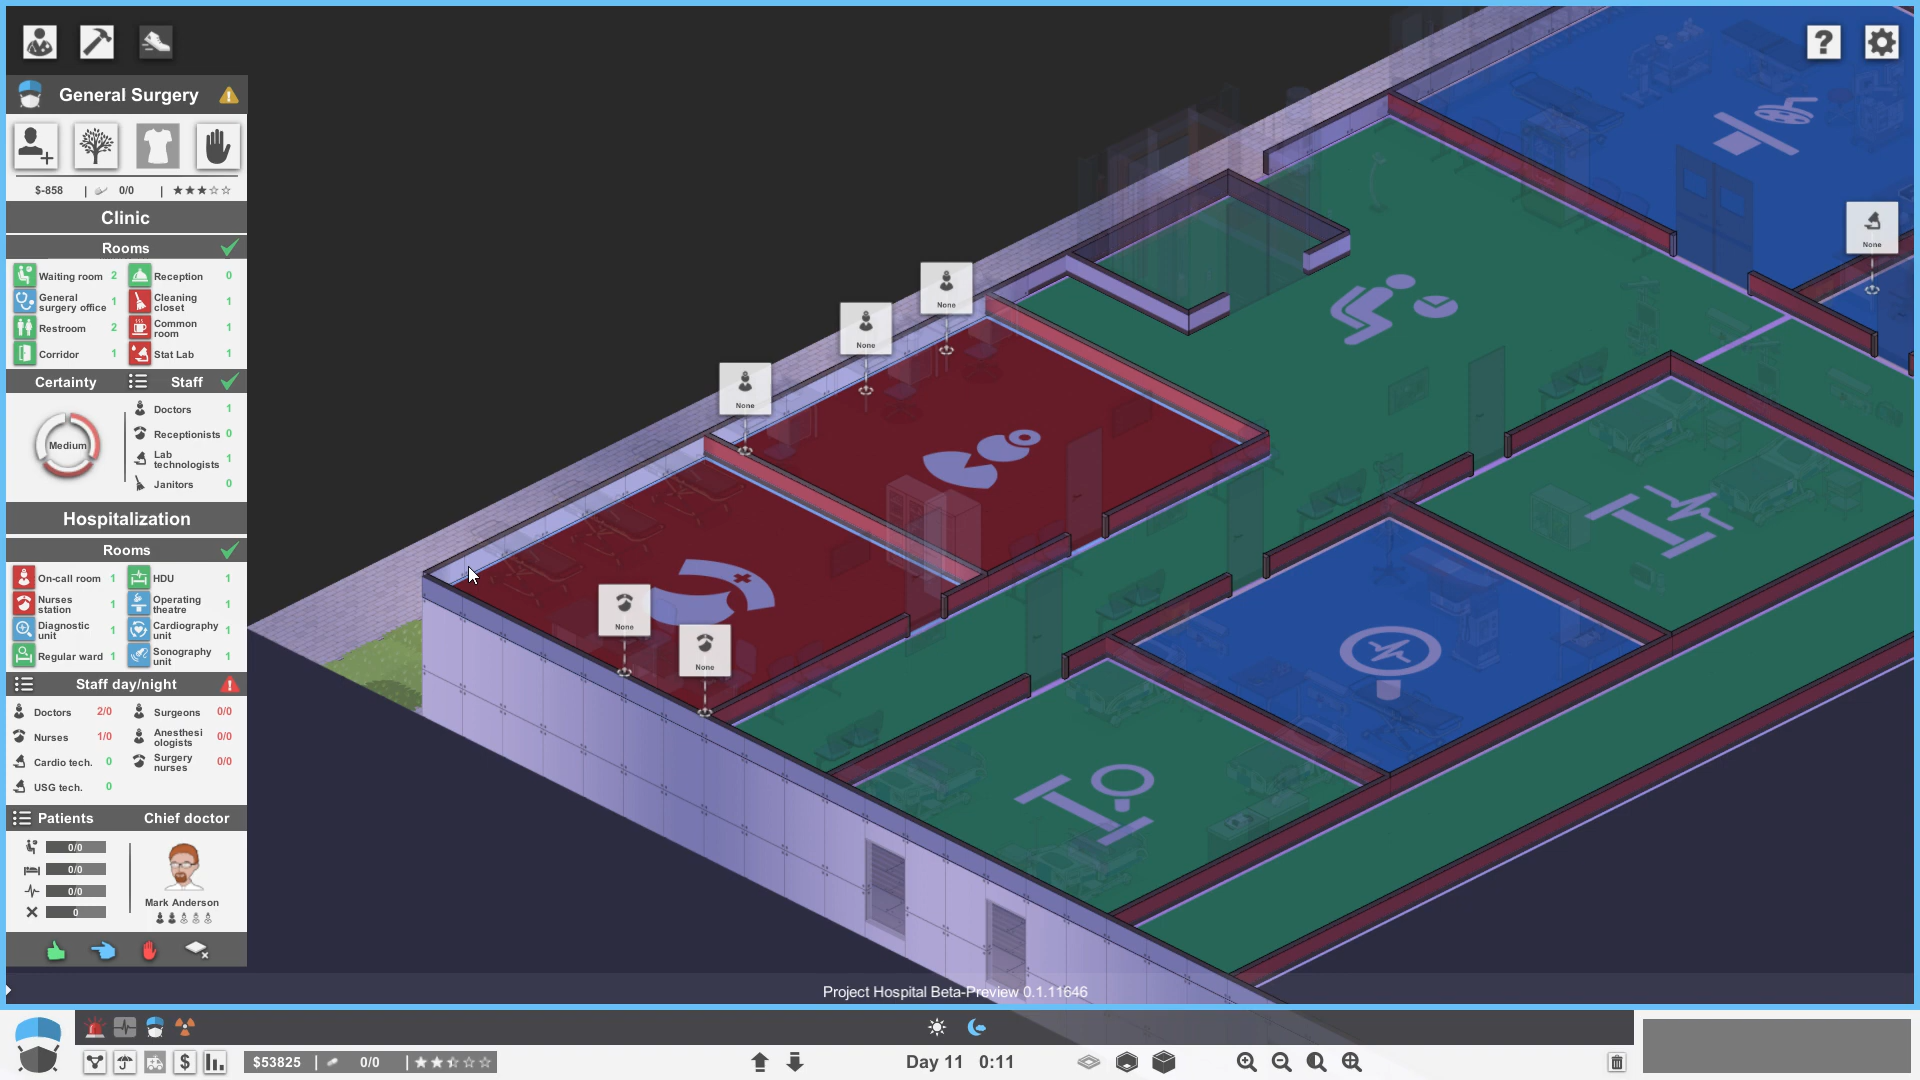 General Surgery
$-858 | 0/0 |
Clinic
Rooms
Waiting room 2 Reception 0
General surgery office 1 Cleaning closet 1
Restroom 2 Common room 1
Corridor 1 Stat Lab 1
Certainty Staff
Medium
Doctors 1
Receptionists 0
Lab technologists 1
Janitors 0
Hospitalization
Rooms
On-call room 1 HDU 1
Nurses station 1 Operating theatre 1
Diagnostic unit 1 Cardiography unit 1
Regular ward 1 Sonography unit 1
Staff day/night
Doctors 2/0 Surgeons 0/0
Nurses 1/0 Anesthesi ologists 0/0
Cardio tech. 0 Surgery nurses 0/0
USG tech. 0
Patients Chief doctor
0/0
0/0
0/0
0
Mark Anderson
None
None
None
None
None
None
?
Project Hospital Beta-Preview 0.1.11646
$
$53825 | 0/0 |
Day 11 0:11